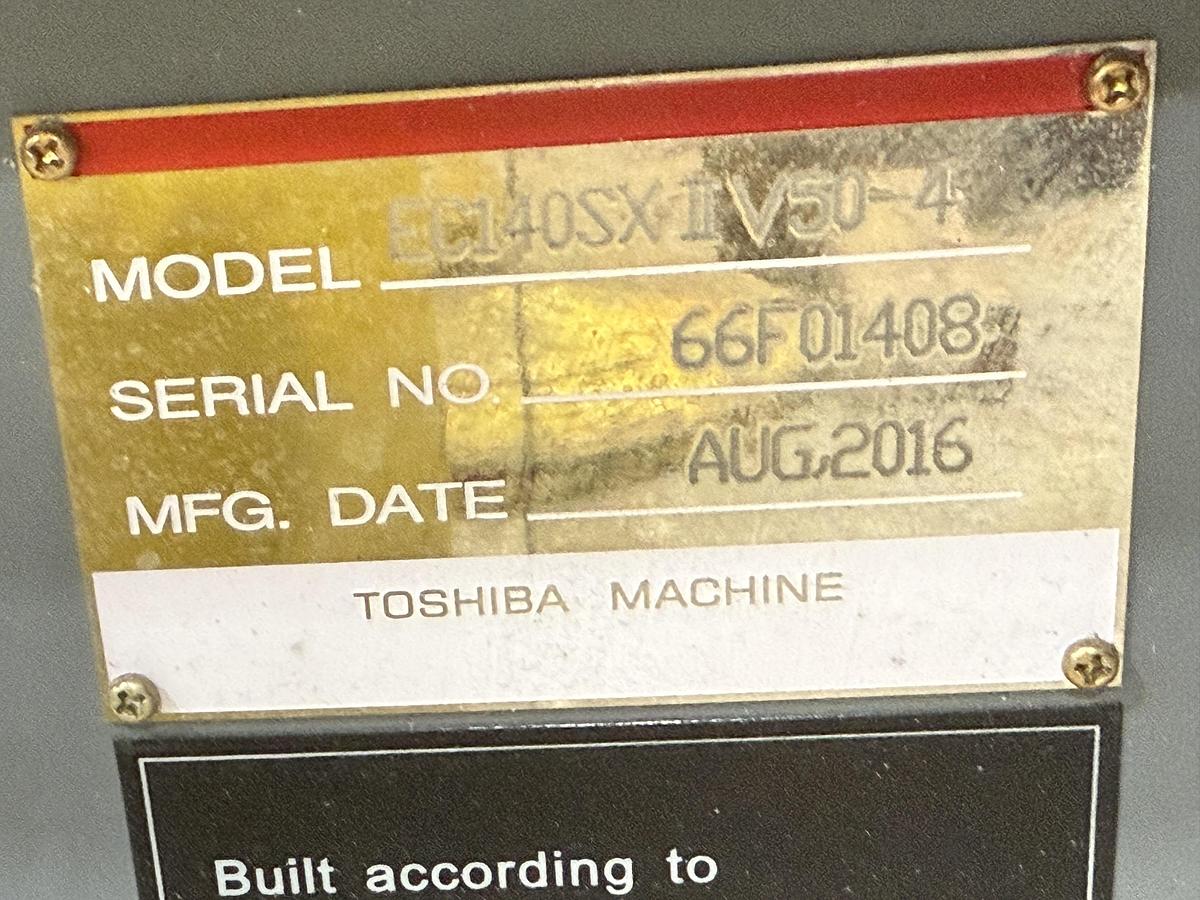 MODEL EC140SX II V50-4
SERIAL NO. 66F01408
MFG. DATE AUG,2016
TOSHIBA MACHINE
Built according to